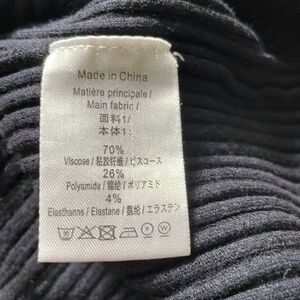 Made in China
Matière principale /
Main fabric /
面料1/
本体1:
70%
Viscose / 粘胶纤维 / ビスコース
26%
Polyamide / 锦纶 / ポリアミド
4%
Elasthanne / Elastane / 氨纶 / エラステン